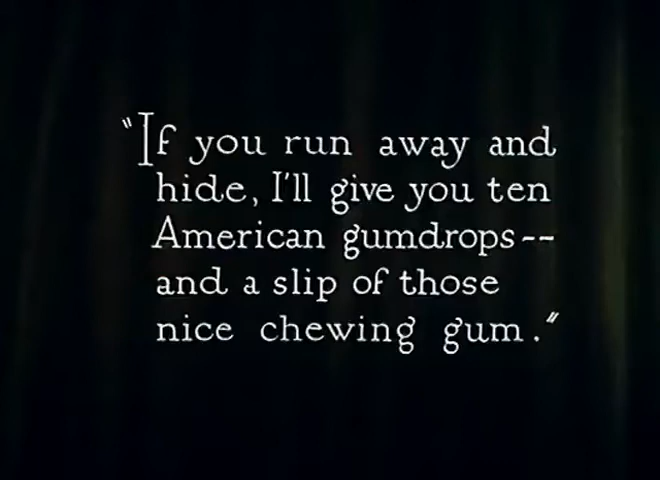 "If you run away and
hide, I'll give you ten
American gumdrops--
and a slip of those
nice chewing gum."